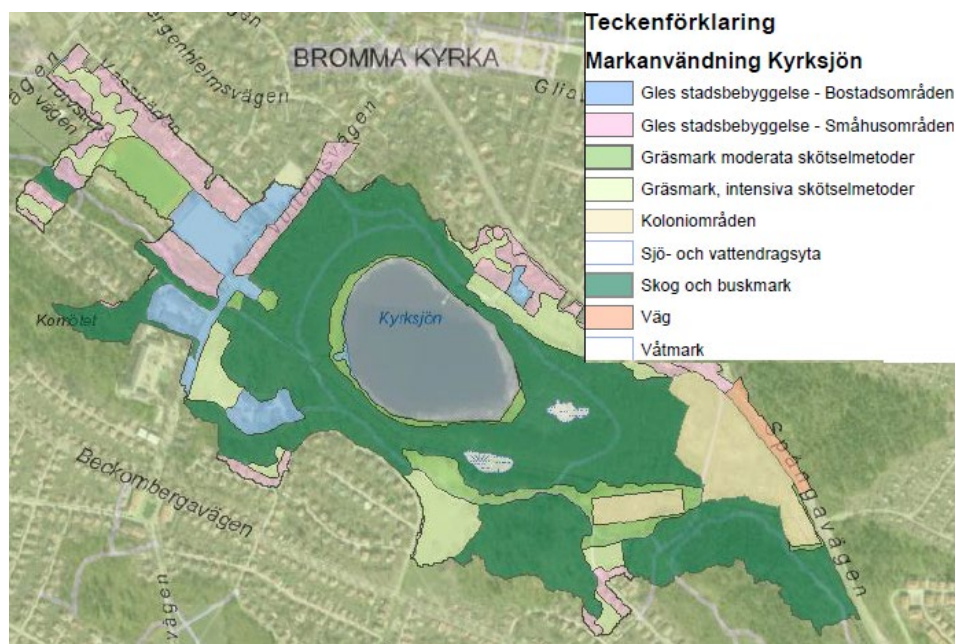 Teckenförklaring
Markanvändning Kyrksjön
Gles stadsbebyggelse - Bostadsområden
Gles stadsbebyggelse - Småhusområden
Gräsmark moderata skötselmetoder
Gräsmark, intensiva skötselmetoder
Koloniområden
Sjö- och vattendragsyta
Skog och buskmark
Väg
Våtmark
BROMMA KYRKA
Kyrksjön
Beckombergavägen
Spångavägen
vägen